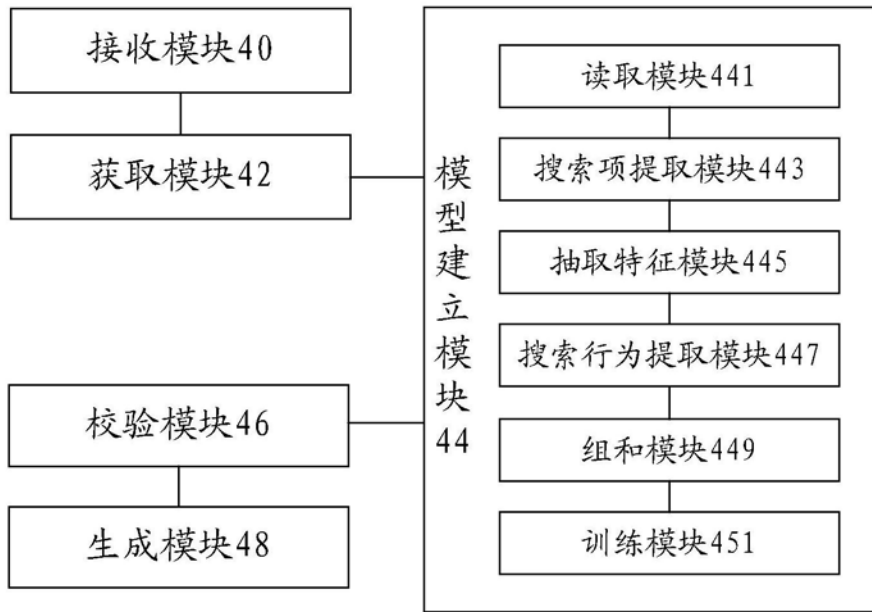 接收模块40
获取模块42
校验模块46
生成模块48
模型建立模块44
读取模块441
搜索项提取模块443
抽取特征模块445
搜索行为提取模块447
组和模块449
训练模块451